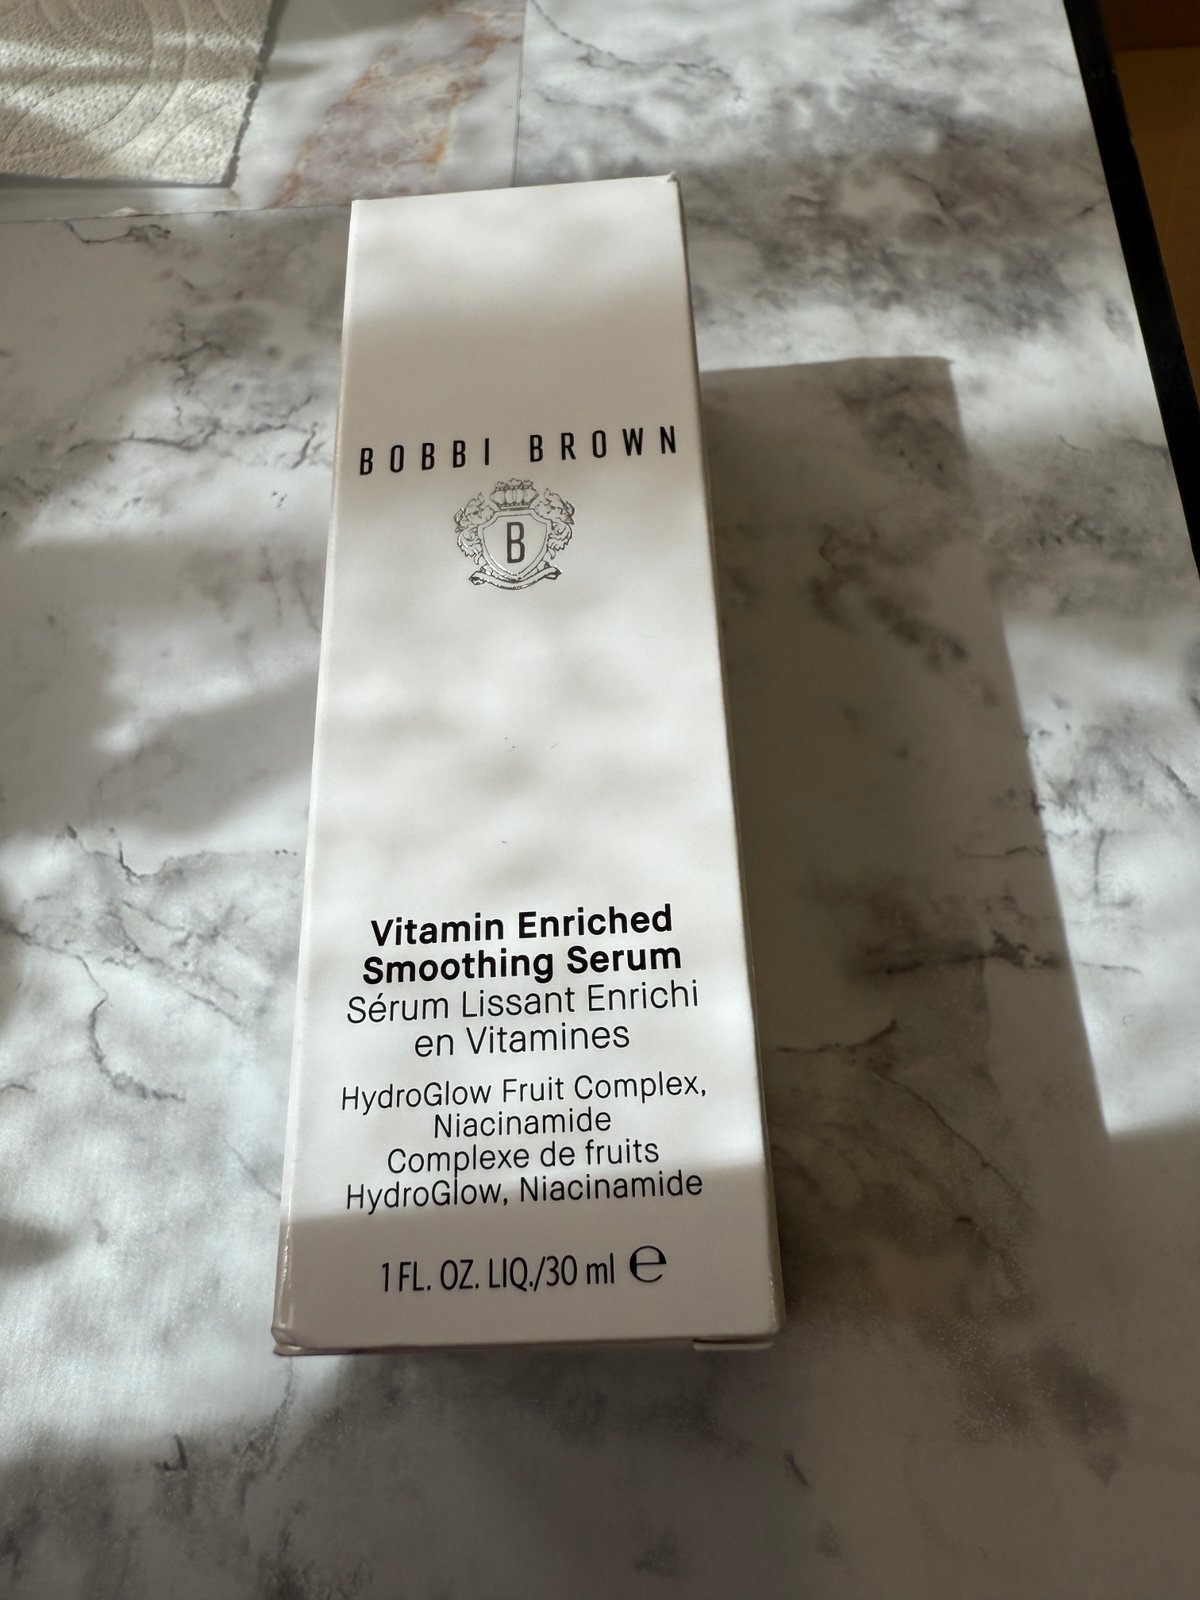 BOBBI BROWN
B
Vitamin Enriched
Smoothing Serum
Sérum Lissant Enrichi
en Vitamines
HydroGlow Fruit Complex,
Niacinamide
Complexe de fruits
HydroGlow, Niacinamide
1 FL. OZ. LIQ./30 ml ℮